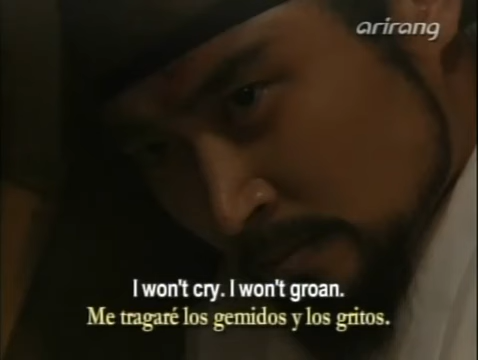 arirang
I won't cry. I won't groan.
Me tragaré los gemidos y los gritos.